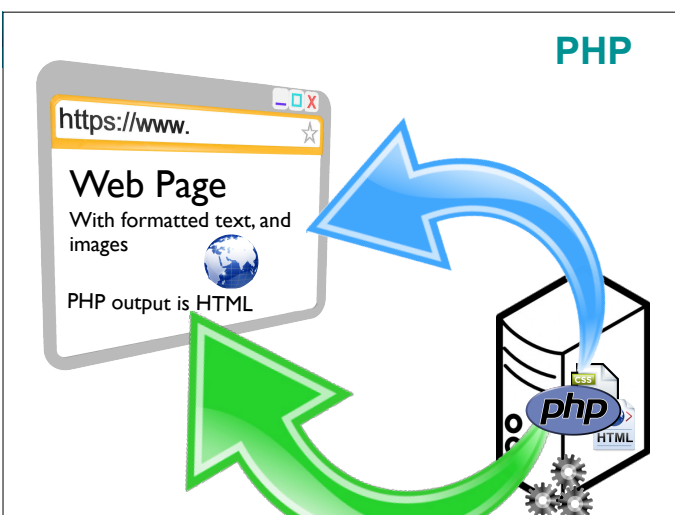 PHP
https://www.
Web Page
With formatted text, and
images
PHP output is HTML
CSS
php
HTML